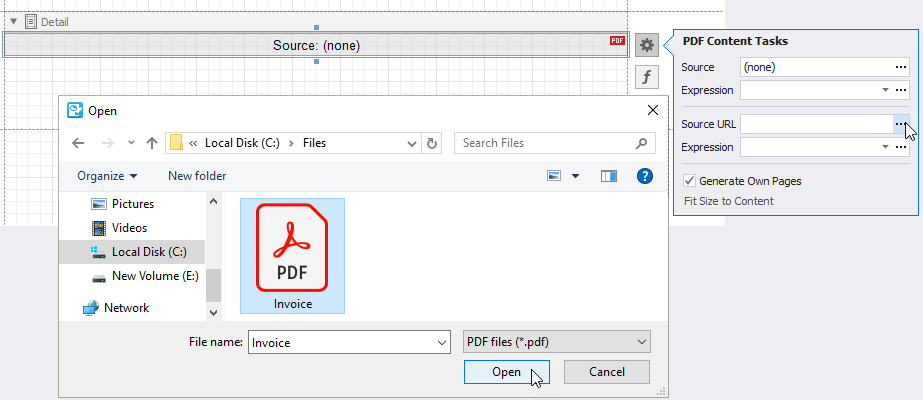 Detail
Source: (none)
PDF
PDF Content Tasks
Source (none) ...
Expression ...
Source URL ...
Expression ...
Generate Own Pages
Fit Size to Content
f
Open
« Local Disk (C:) › Files
Search Files
Organize
New folder
?
Pictures
Videos
Local Disk (C:)
New Volume (E:)
Network
PDF
Invoice
File name: Invoice
PDF files (*.pdf)
Open
Cancel